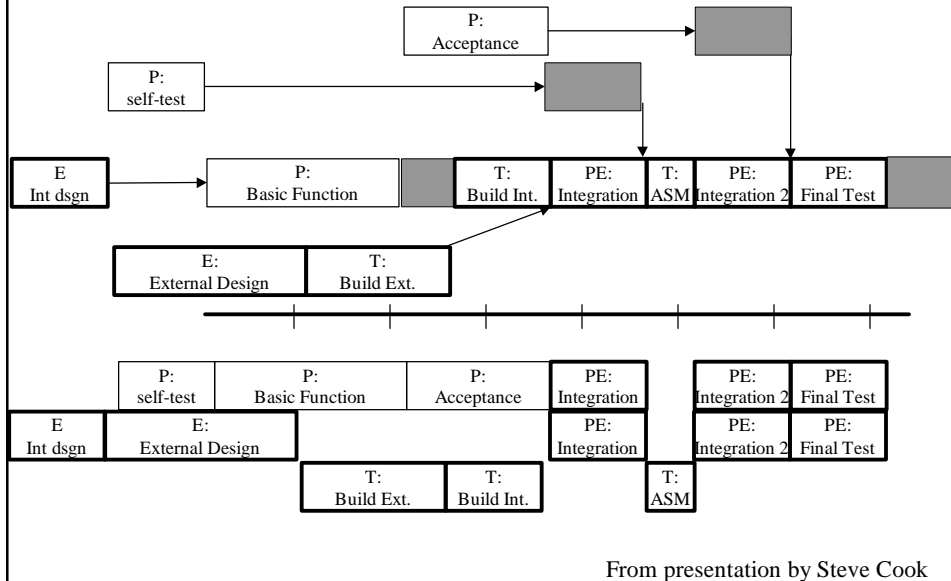 P:
Acceptance
P:
self-test
E
Int dsgn
P:
Basic Function
T:
Build Int.
PE:
Integration
T:
ASM
PE:
Integration 2
PE:
Final Test
E:
External Design
T:
Build Ext.
P:
self-test
P:
Basic Function
P:
Acceptance
PE:
Integration
PE:
Integration 2
PE:
Final Test
E
Int dsgn
E:
External Design
PE:
Integration
PE:
Integration 2
PE:
Final Test
T:
Build Ext.
T:
Build Int.
T:
ASM
From presentation by Steve Cook